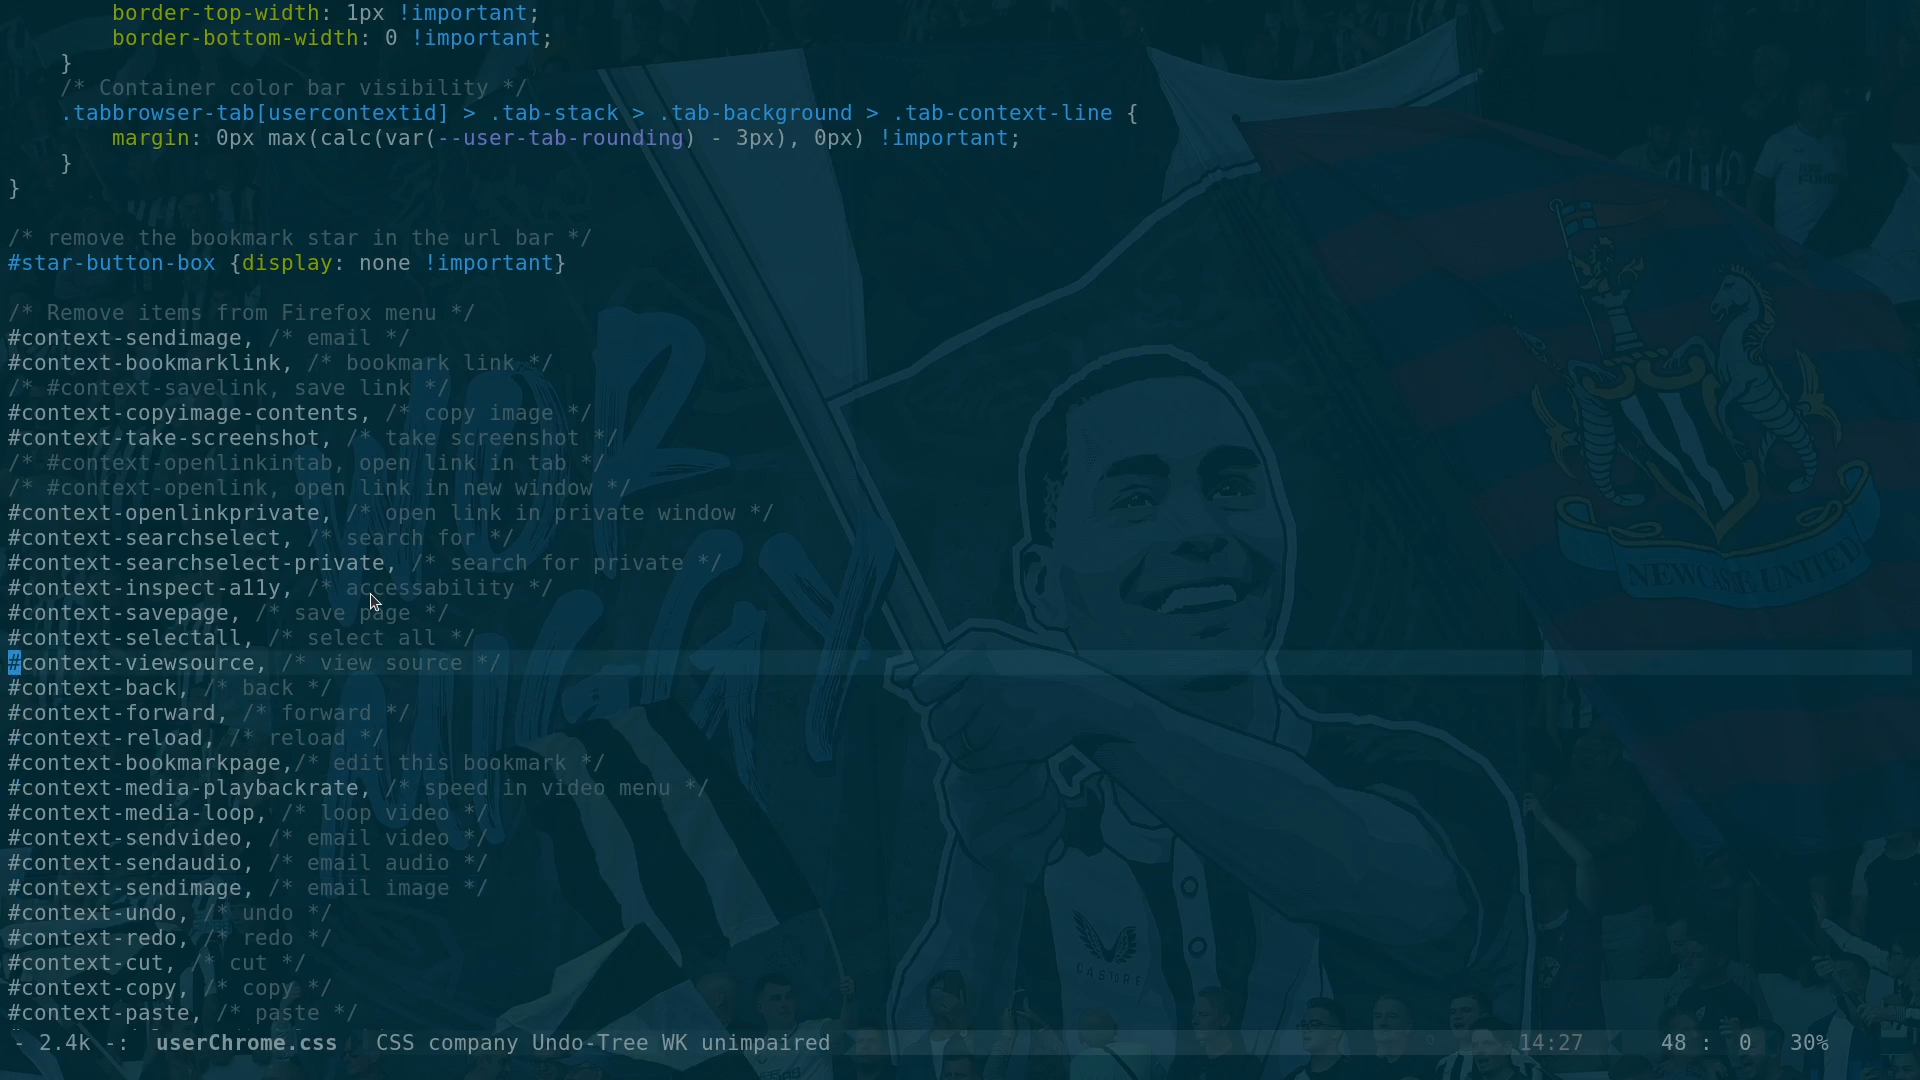 border-top-width: 1px !important;
border-bottom-width: 0 !important;
}
/* Container color bar visibility */
.tabbrowser-tab[usercontextid] > .tab-stack > .tab-background > .tab-context-line {
margin: 0px max(calc(var(--user-tab-rounding) - 3px), 0px) !important;
}
}
/* remove the bookmark star in the url bar */
#star-button-box {display: none !important}
/* Remove items from Firefox menu */
#context-sendimage, /* email */
#context-bookmarklink, /* bookmark link */
/* #context-savelink, save link */
#context-copyimage-contents, /* copy image */
#context-take-screenshot, /* take screenshot */
/* #context-openlinkintab, open link in tab */
/* #context-openlink, open link in new window */
#context-openlinkprivate, /* open link in private window */
#context-searchselect, /* search for */
#context-searchselect-private, /* search for private */
#context-inspect-a11y, /* accessability */
#context-savepage, /* save page */
#context-selectall, /* select all */
#context-viewsource, /* view source */
#context-back, /* back */
#context-forward, /* forward */
#context-reload, /* reload */
#context-bookmarkpage,/* edit this bookmark */
#context-media-playbackrate, /* speed in video menu */
#context-media-loop, /* loop video */
#context-sendvideo, /* email video */
#context-sendaudio, /* email audio */
#context-sendimage, /* email image */
#context-undo, /* undo */
#context-redo, /* redo */
#context-cut, /* cut */
#context-copy, /* copy */
#context-paste, /* paste */
- 2.4k -: userChrome.css CSS company Undo-Tree WK unimpaired 14:27 48 : 0 30%
NEWCASTLE UNITED
CASTORE